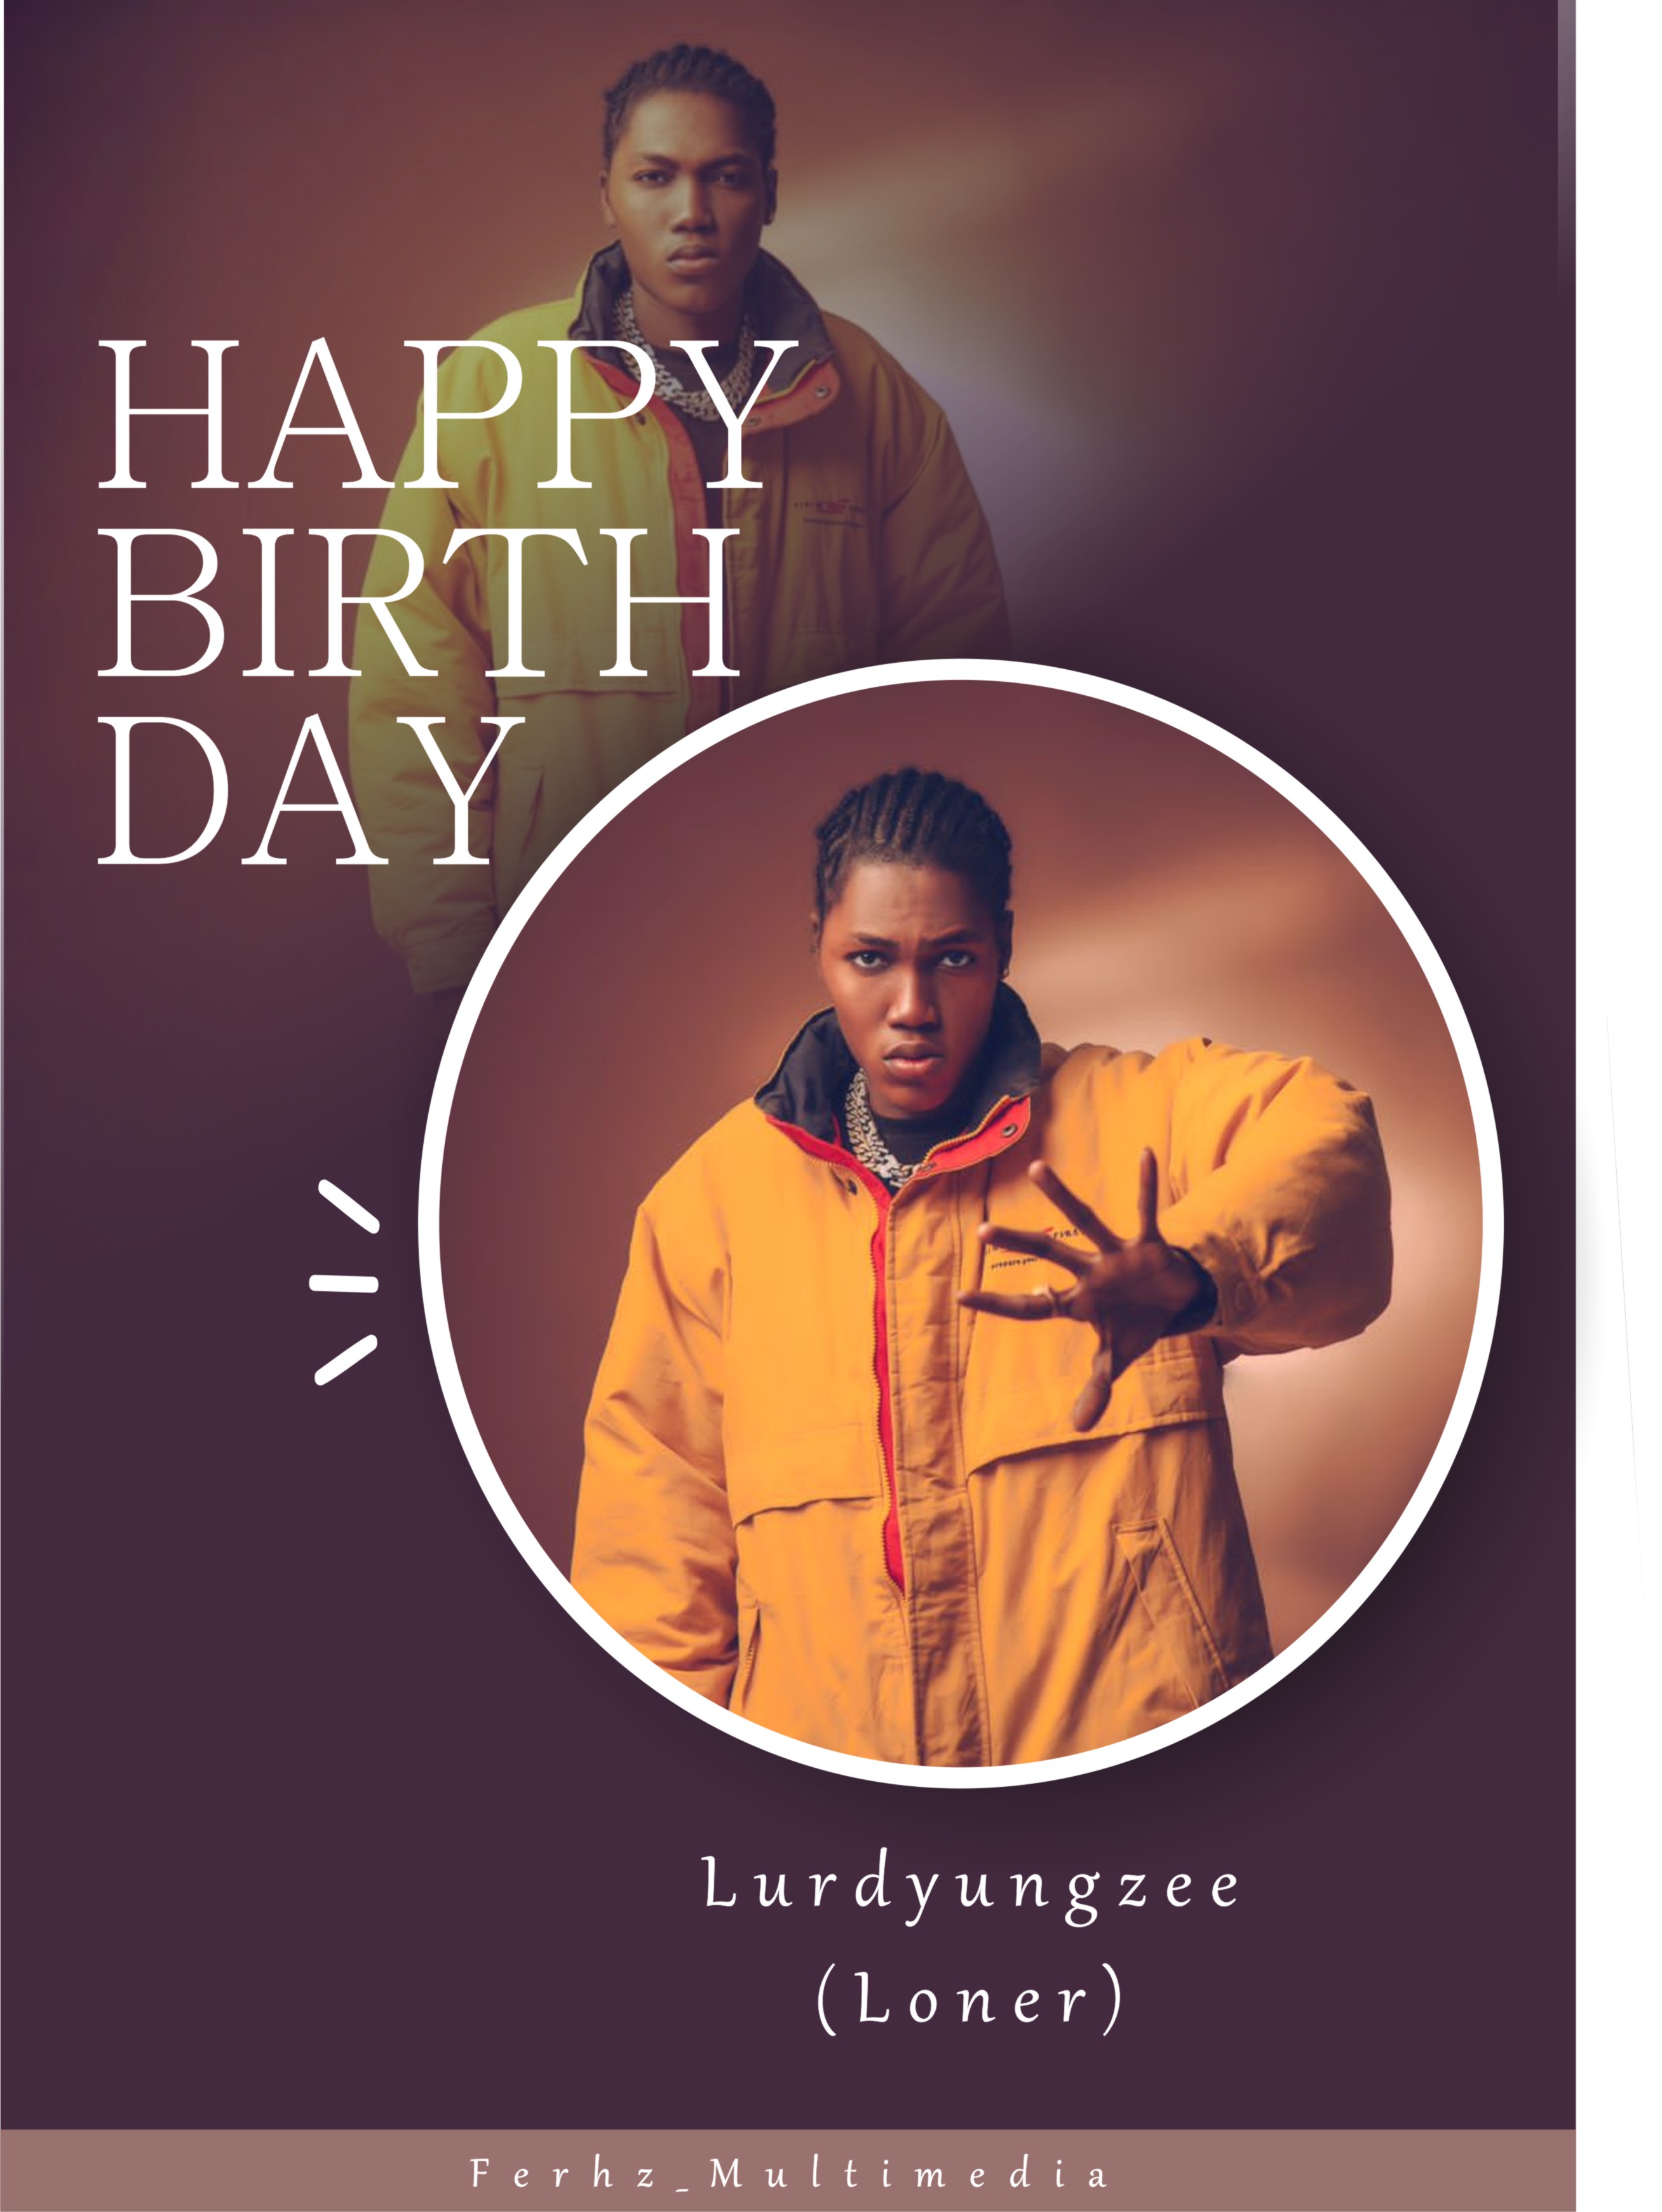 HAPPY
BIRTH
DAY
Lurdyungzee
(Loner)
Ferhz_Multimedia